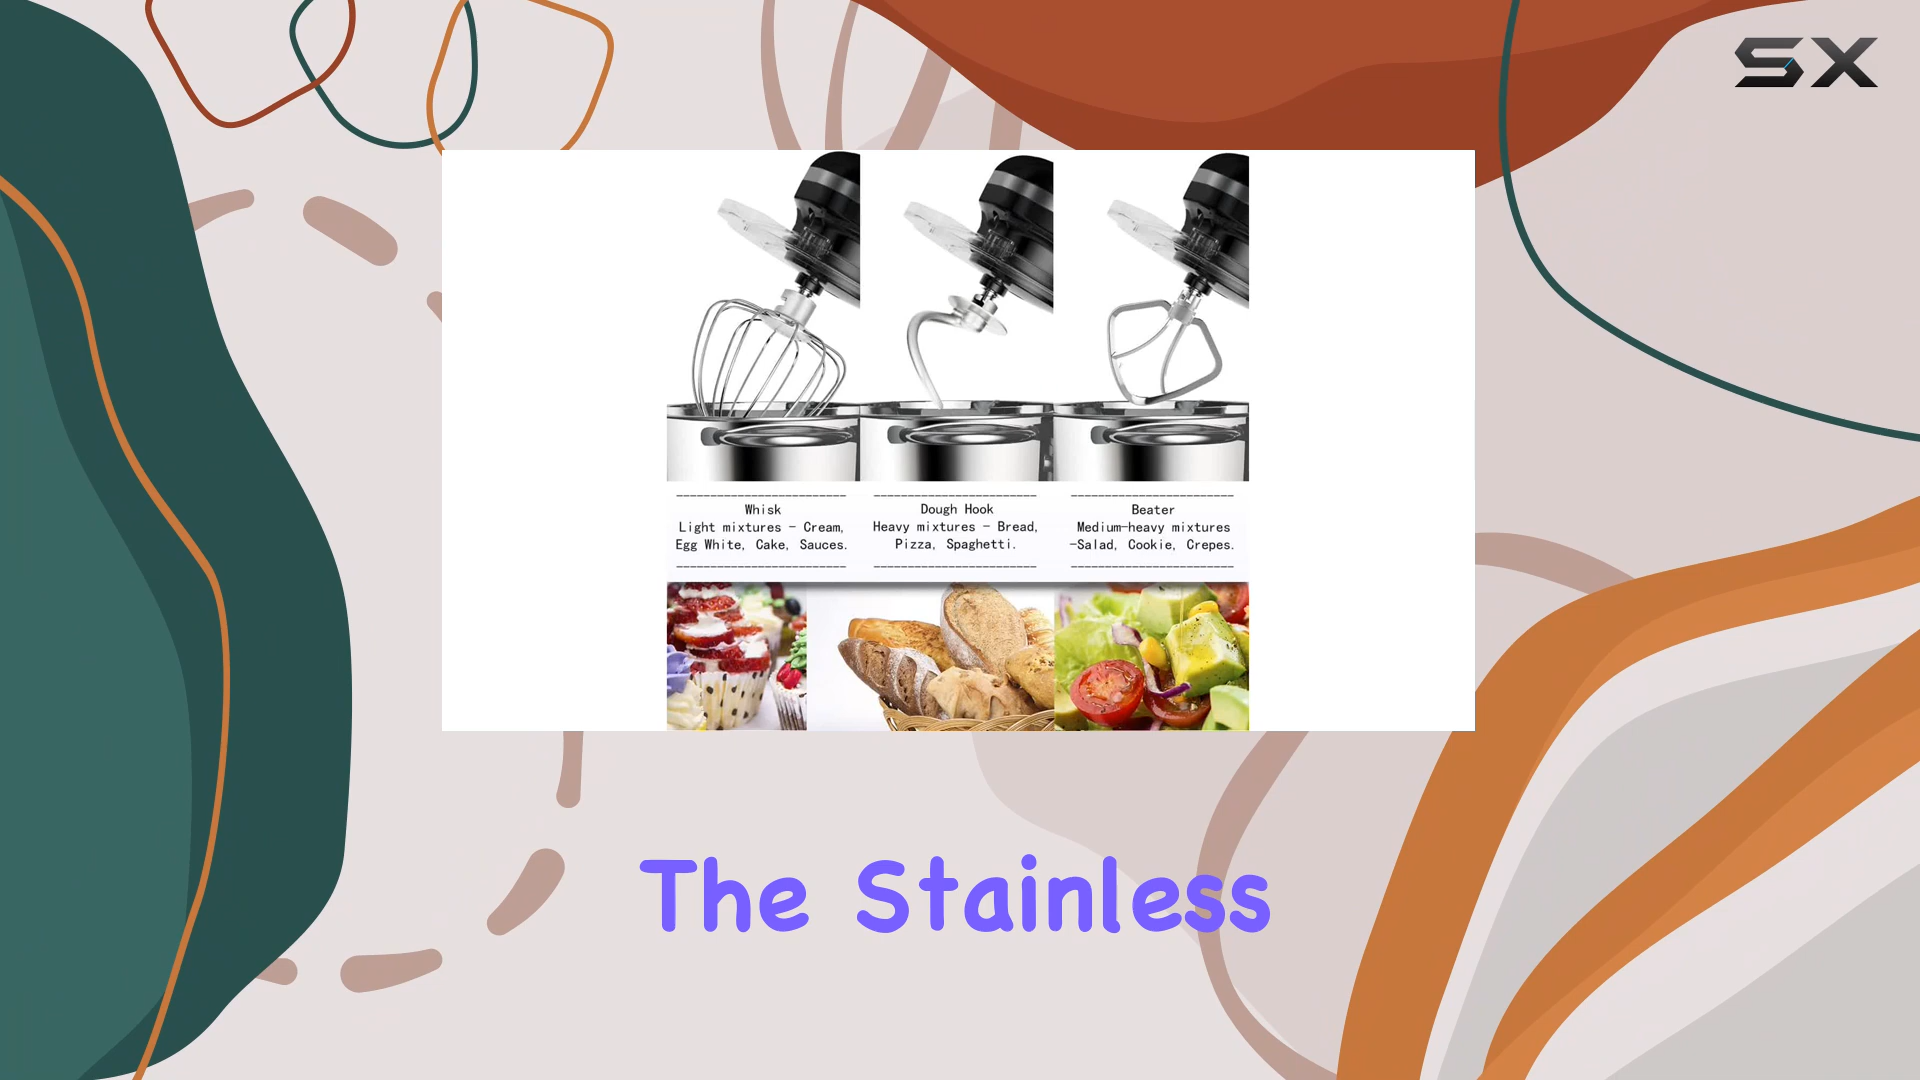 SX
Whisk
Light mixtures - Cream,
Egg White, Cake, Sauces.
Dough Hook
Heavy mixtures - Bread,
Pizza, Spaghetti.
Beater
Medium-heavy mixtures
-Salad, Cookie, Crepes.
The Stainless